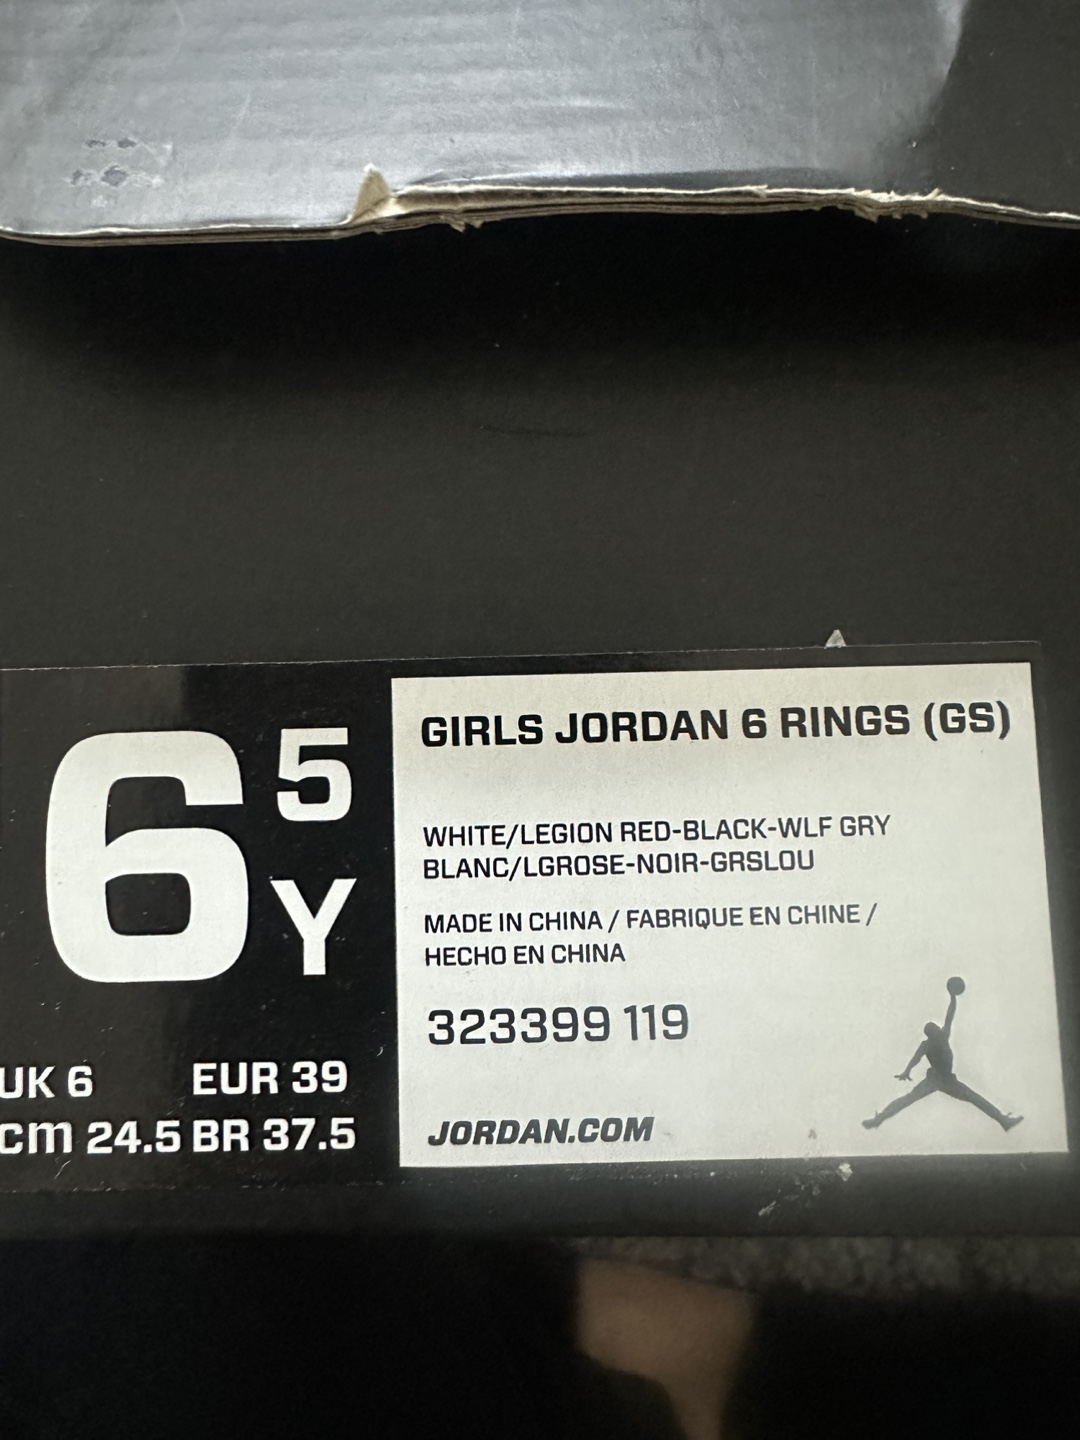 6 5
Y
UK 6 EUR 39
cm 24.5 BR 37.5
GIRLS JORDAN 6 RINGS (GS)
WHITE/LEGION RED-BLACK-WLF GRY
BLANC/LGROSE-NOIR-GRSLOU
MADE IN CHINA / FABRIQUE EN CHINE /
HECHO EN CHINA
323399 119
JORDAN.COM